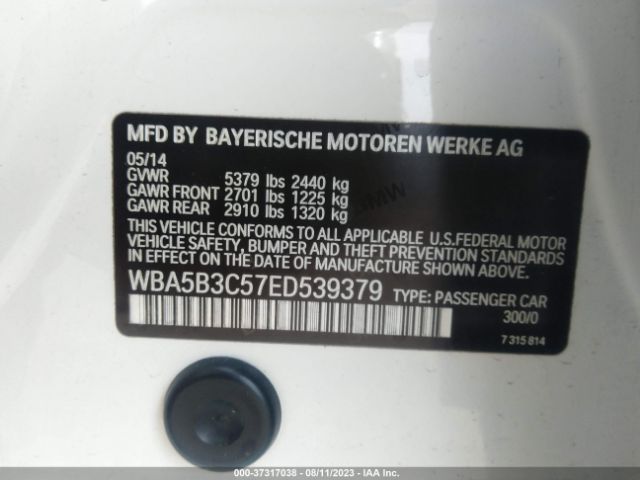 MFD BY BAYERISCHE MOTOREN WERKE AG
05/14
GVWR 5379 lbs 2440 kg
GAWR FRONT 2701 lbs 1225 kg
GAWR REAR 2910 lbs 1320 kg
THIS VEHICLE CONFORMS TO ALL APPLICABLE U.S.FEDERAL MOTOR
VEHICLE SAFETY, BUMPER AND THEFT PREVENTION STANDARDS
IN EFFECT ON THE DATE OF MANUFACTURE SHOWN ABOVE.
WBA5B3C57ED539379 TYPE: PASSENGER CAR
300/0
7 315 814
BMW
000-37317038 - 08/11/2023 - IAA Inc.